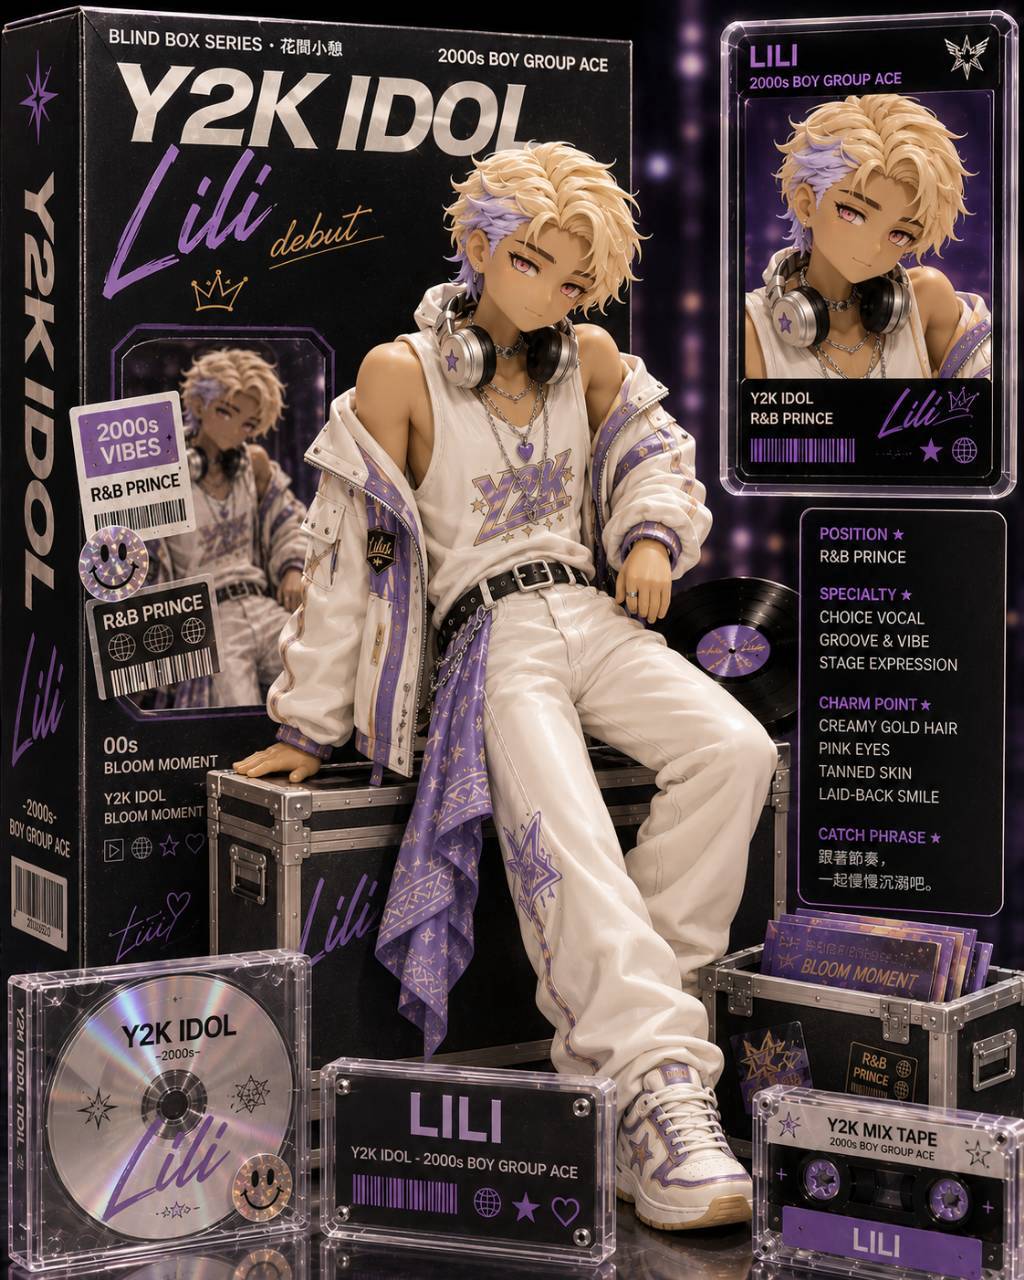 BLIND BOX SERIES · 花間小憩
2000s BOY GROUP ACE
Y2K IDOL
Lili
debut
Y2K IDOL
Lili
-2000s-
BOY GROUP ACE
2000s
VIBES
R&B PRINCE
R&B PRINCE
00s
BLOOM MOMENT
Y2K IDOL
BLOOM MOMENT
Y2K
LILI
2000s BOY GROUP ACE
Y2K IDOL
R&B PRINCE
Lili
POSITION ★
R&B PRINCE
SPECIALTY ★
CHOICE VOCAL
GROOVE & VIBE
STAGE EXPRESSION
CHARM POINT ★
CREAMY GOLD HAIR
PINK EYES
TANNED SKIN
LAID-BACK SMILE
CATCH PHRASE ★
跟著節奏，
一起慢慢沉溺吧。
Lili
BLOOM MOMENT
R&B
PRINCE
Y2K IDOL
-2000s-
Lili
LILI
Y2K IDOL - 2000s BOY GROUP ACE
Y2K MIX TAPE
2000s BOY GROUP ACE
LILI